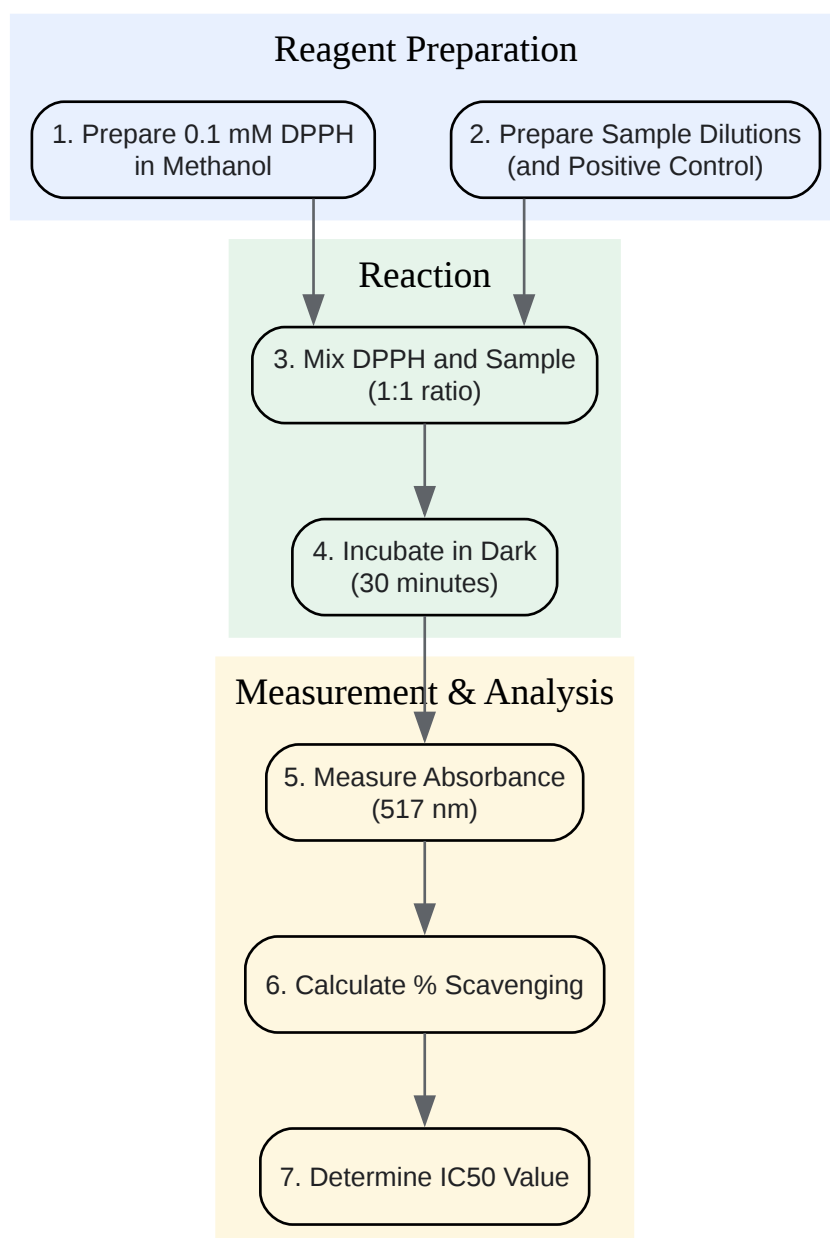 Reagent Preparation
1. Prepare 0.1 mM DPPH
in Methanol
2. Prepare Sample Dilutions
(and Positive Control)
Reaction
3. Mix DPPH and Sample
(1:1 ratio)
4. Incubate in Dark
(30 minutes)
Measurement & Analysis
5. Measure Absorbance
(517 nm)
6. Calculate % Scavenging
7. Determine IC50 Value